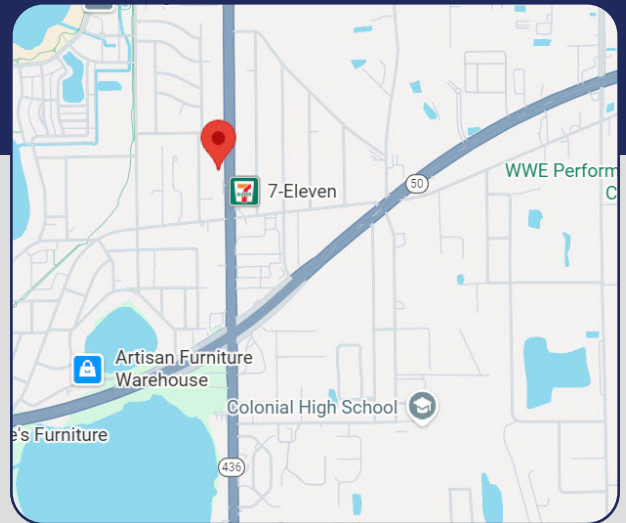 WWE Perform
C
50
7-Eleven
Artisan Furniture
Warehouse
Colonial High School
e's Furniture
436